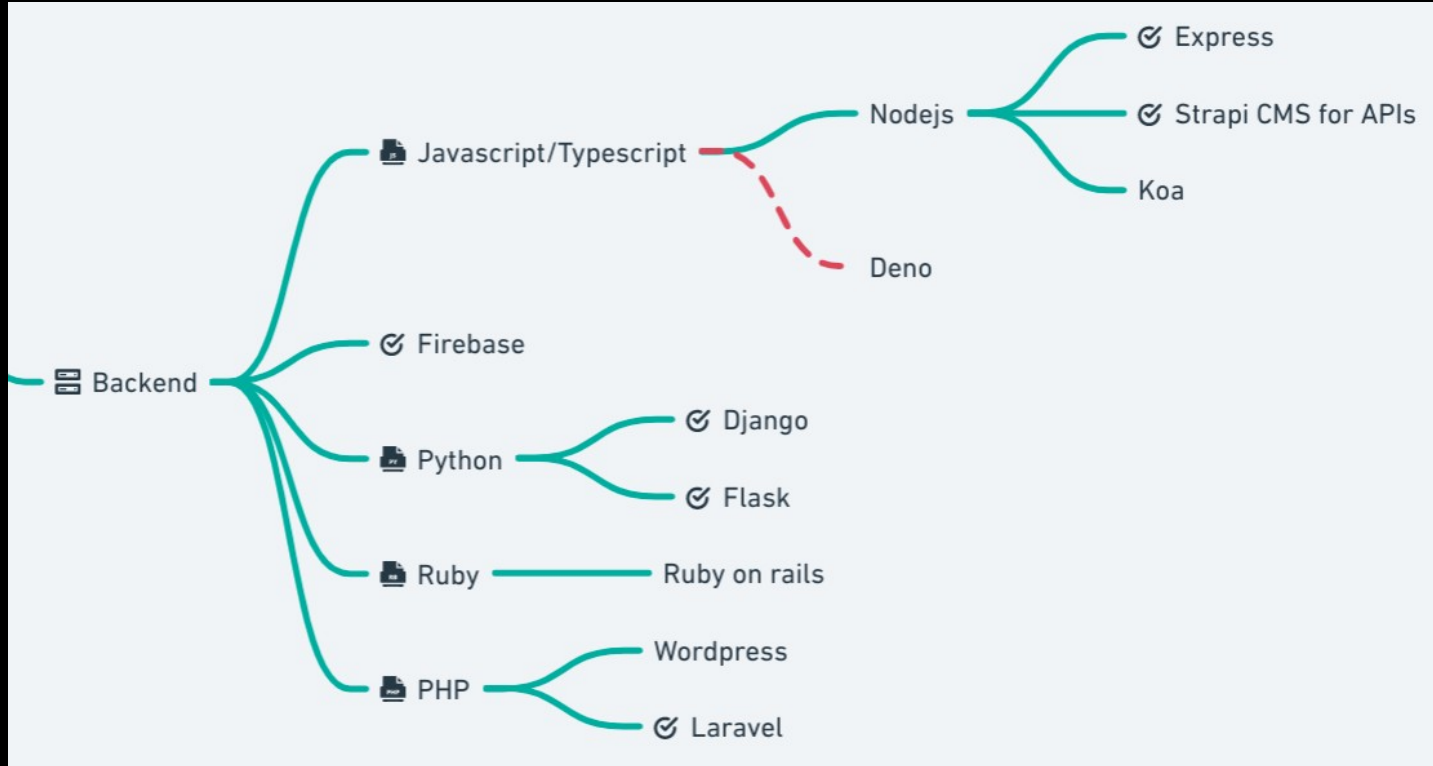 Express
Nodejs
Strapi CMS for APIs
Javascript/Typescript
Koa
Deno
Firebase
Backend
Django
Python
Flask
Ruby
Ruby on rails
Wordpress
PHP
Laravel